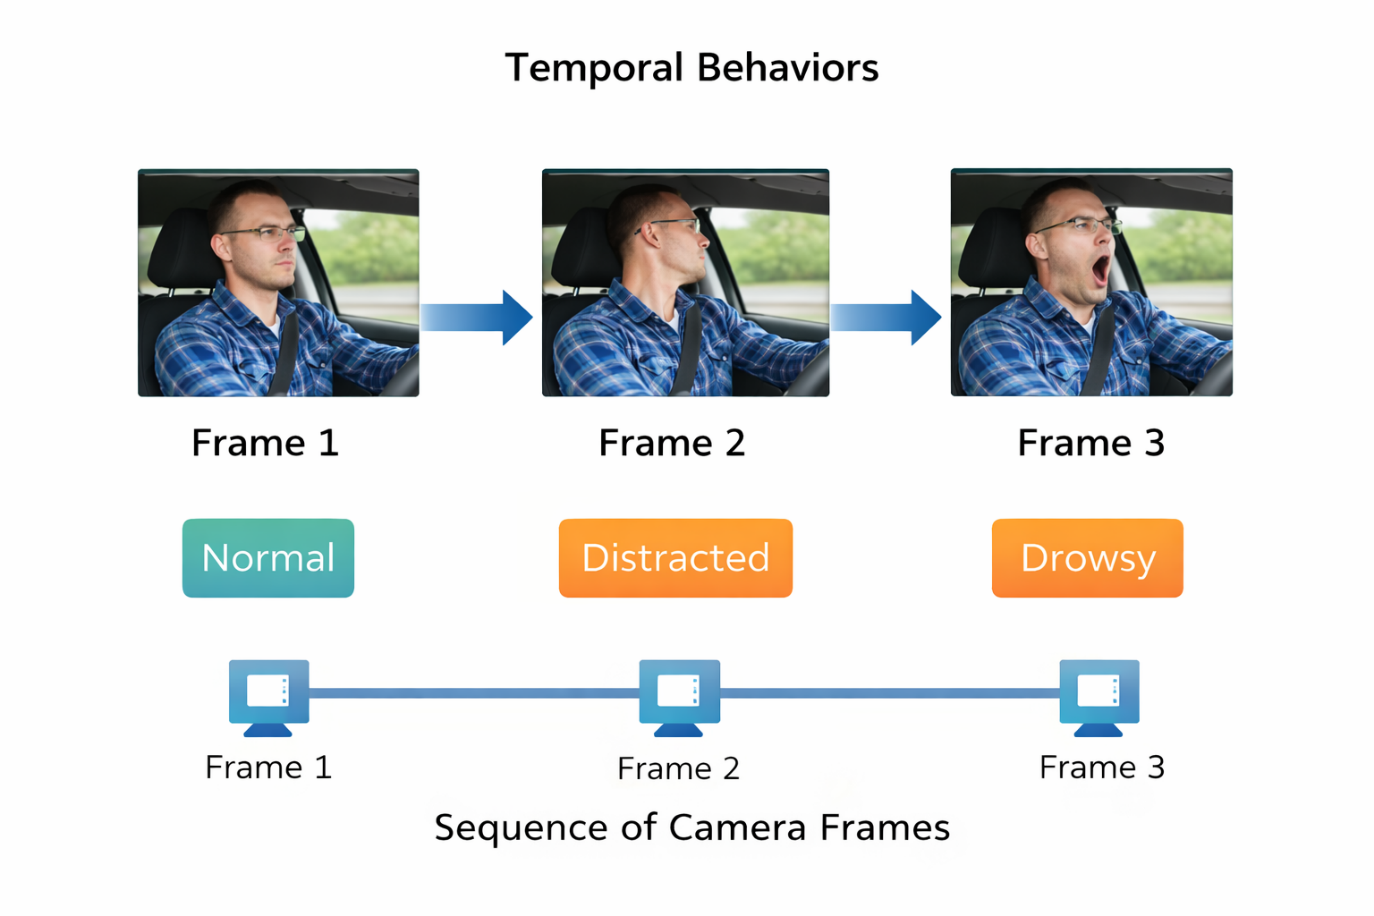 Temporal Behaviors
Frame 1
Frame 2
Frame 3
Normal
Distracted
Drowsy
Frame 1
Frame 2
Frame 3
Sequence of Camera Frames